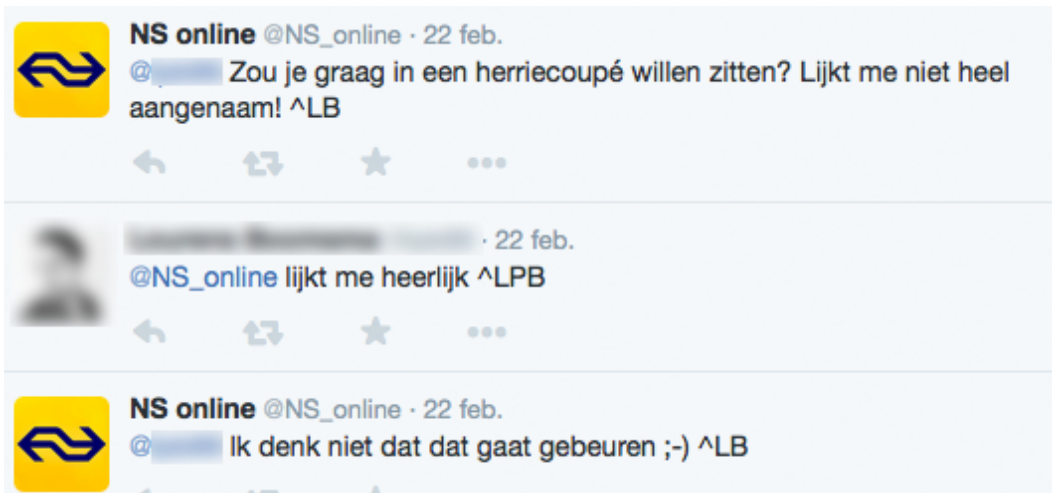 NS online @NS_online · 22 feb.
@ Zou je graag in een herriecoupé willen zitten? Lijkt me niet heel
aangenaam! ^LB
· 22 feb.
@NS_online lijkt me heerlijk ^LPB
NS online @NS_online · 22 feb.
@ Ik denk niet dat dat gaat gebeuren ;-) ^LB